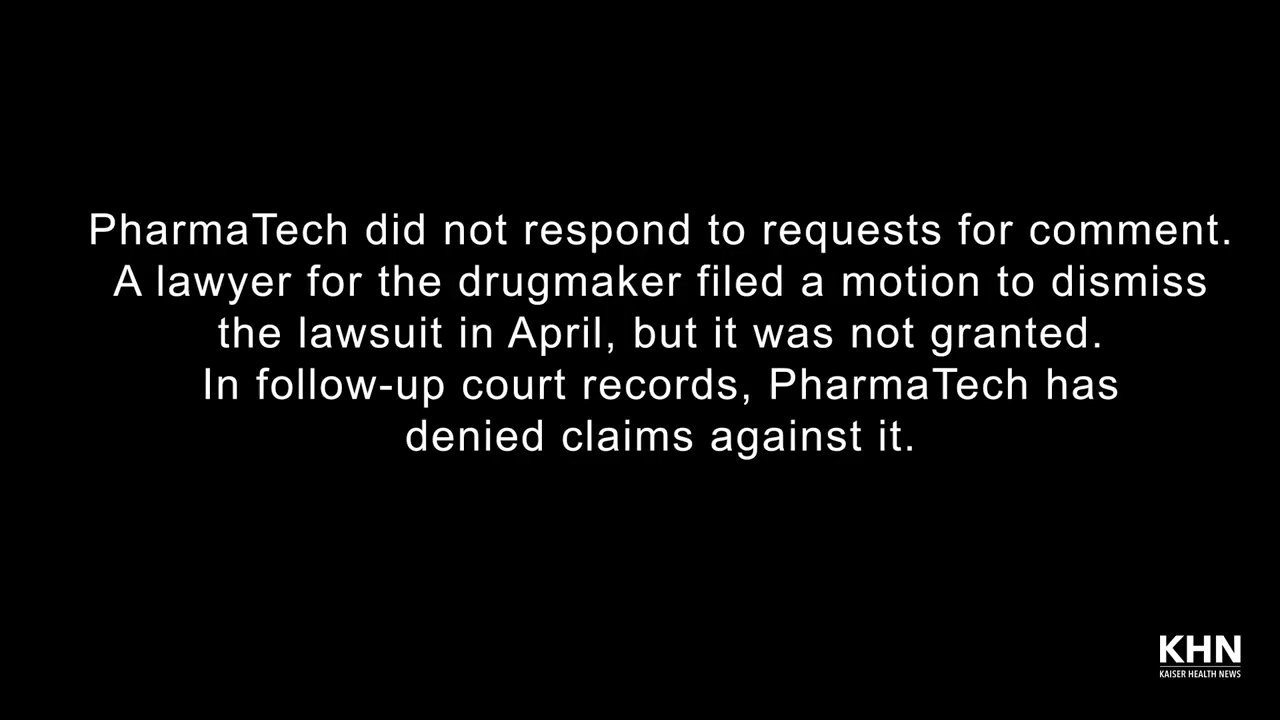 PharmaTech did not respond to requests for comment.
A lawyer for the drugmaker filed a motion to dismiss
the lawsuit in April, but it was not granted.
In follow-up court records, PharmaTech has
denied claims against it.
KHN
KAISER HEALTH NEWS